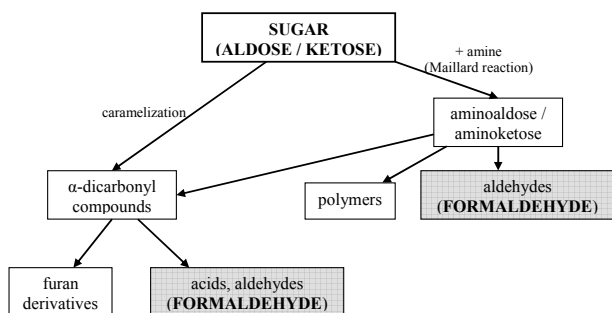 SUGAR
(ALDOSE / KETOSE)
+ amine
(Maillard reaction)
caramelization
aminoaldose /
aminoketose
α-dicarbonyl
compounds
polymers
aldehydes
(FORMALDEHYDE)
furan
derivatives
acids, aldehydes
(FORMALDEHYDE)